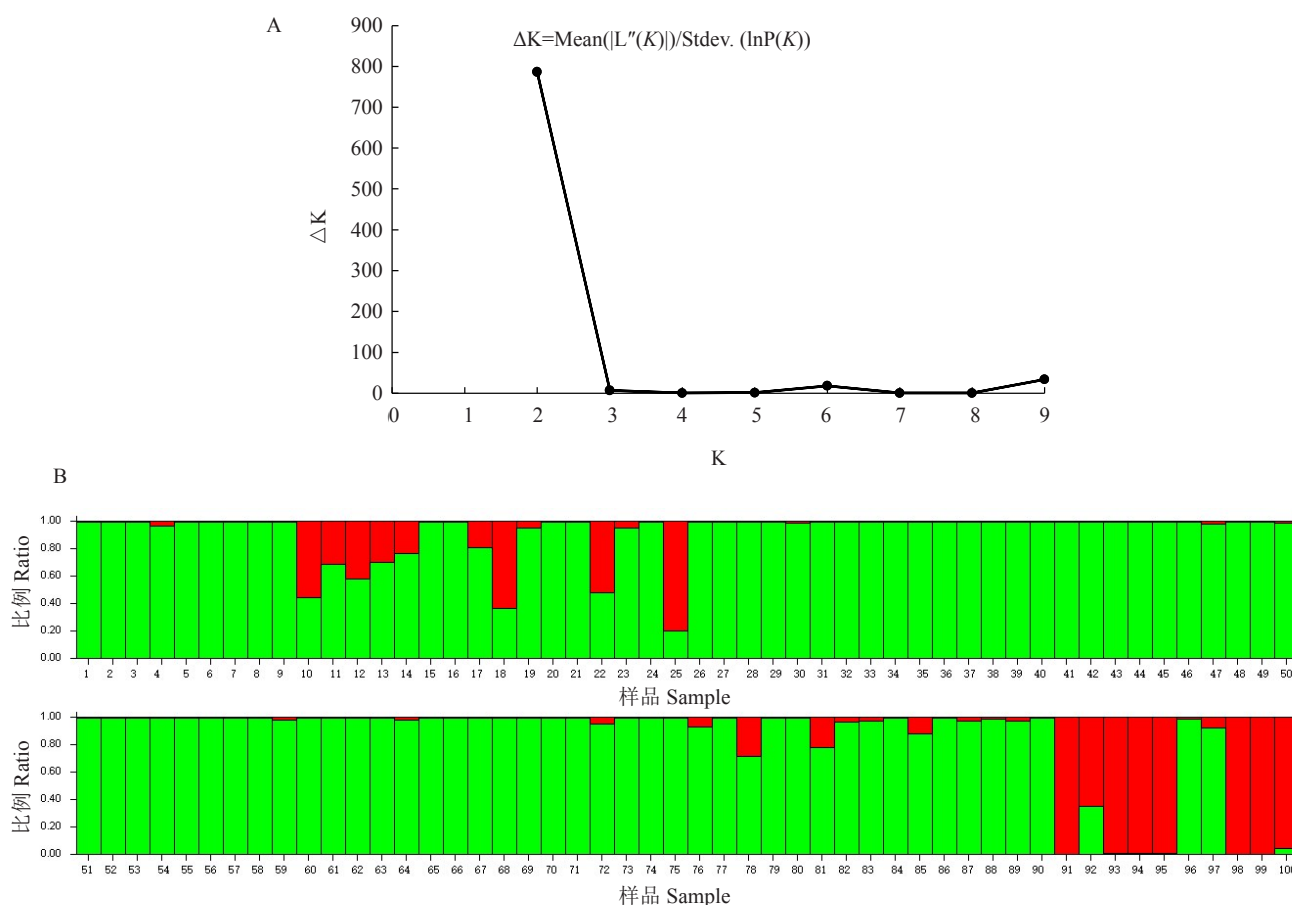 A
ΔK=Mean(|L″(K)|)/Stdev. (lnP(K))
900
800
700
600
500
400
300
200
100
0
△K
0 1 2 3 4 5 6 7 8 9
K
B
1.00
0.80
0.60
0.40
0.20
0.00
比例 Ratio
1 2 3 4 5 6 7 8 9 10 11 12 13 14 15 16 17 18 19 20 21 22 23 24 25 26 27 28 29 30 31 32 33 34 35 36 37 38 39 40 41 42 43 44 45 46 47 48 49 50
样品 Sample
1.00
0.80
0.60
0.40
0.20
0.00
比例 Ratio
51 52 53 54 55 56 57 58 59 60 61 62 63 64 65 66 67 68 69 70 71 72 73 74 75 76 77 78 79 80 81 82 83 84 85 86 87 88 89 90 91 92 93 94 95 96 97 98 99 100
样品 Sample